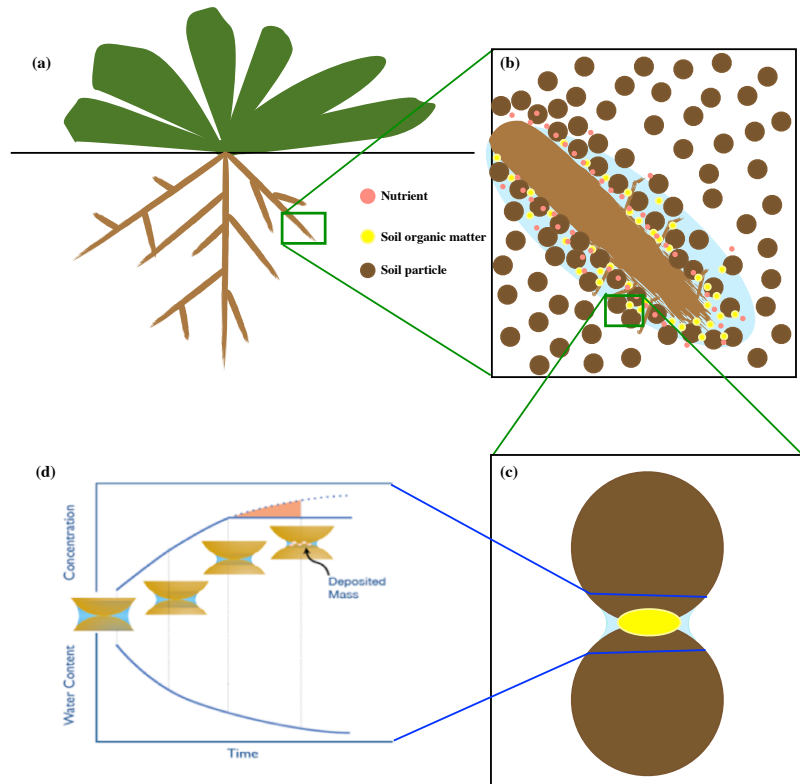 (a)
(b)
Nutrient
Soil organic matter
Soil particle
(d)
(c)
Concentration
Deposited
Mass
Water Content
Time